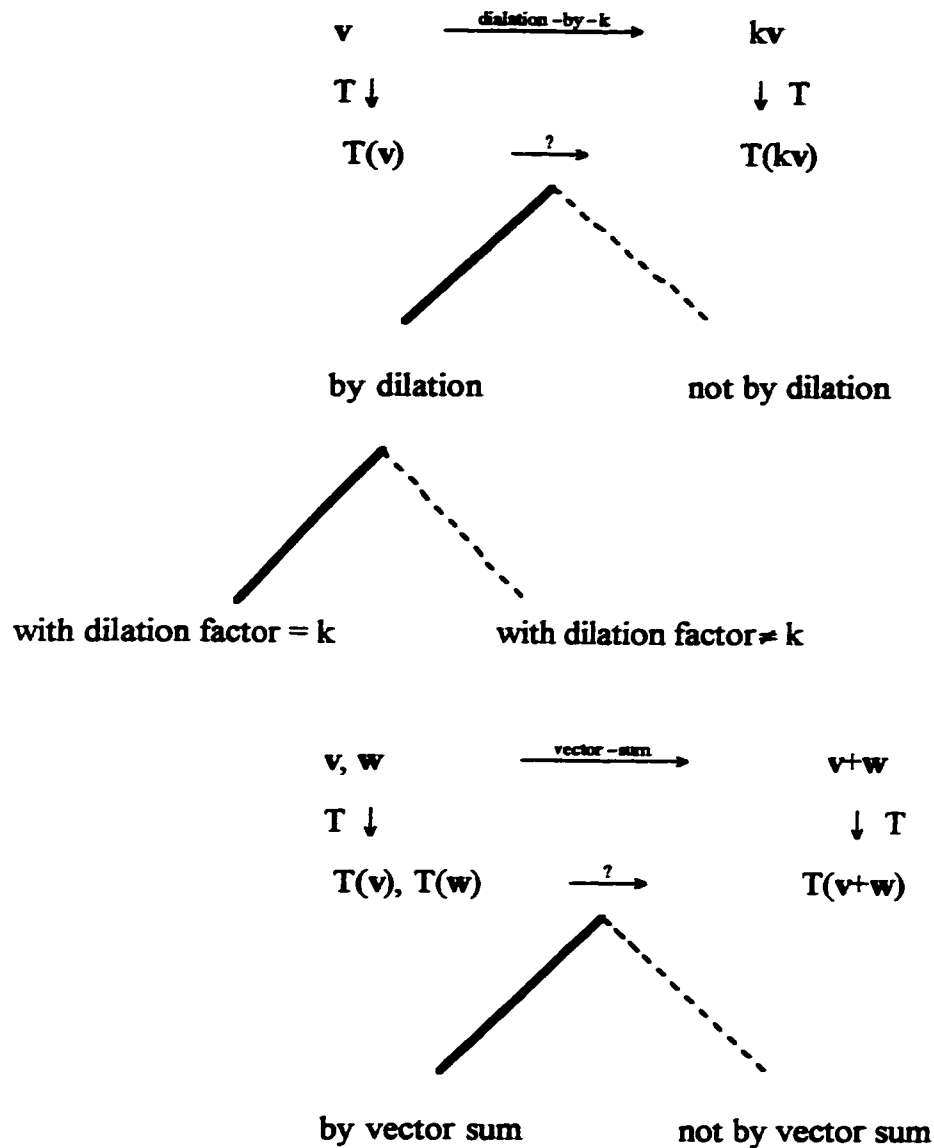 dialation-by-k
v kv
T ↓ ↓ T
?
T(v) T(kv)
by dilation not by dilation
with dilation factor = k with dilation factor ≠ k
vector-sum
v, w v+w
T ↓ ↓ T
?
T(v), T(w) T(v+w)
by vector sum not by vector sum